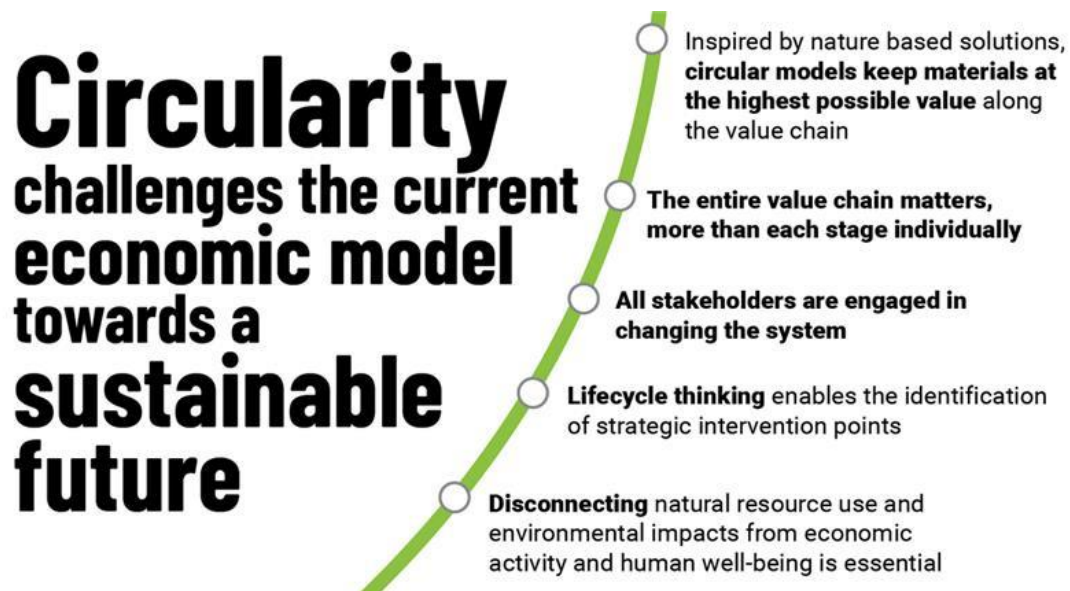 Circularity
challenges the current
economic model
towards a
sustainable
future
Inspired by nature based solutions,
circular models keep materials at
the highest possible value along
the value chain
The entire value chain matters,
more than each stage individually
All stakeholders are engaged in
changing the system
Lifecycle thinking enables the identification
of strategic intervention points
Disconnecting natural resource use and
environmental impacts from economic
activity and human well-being is essential